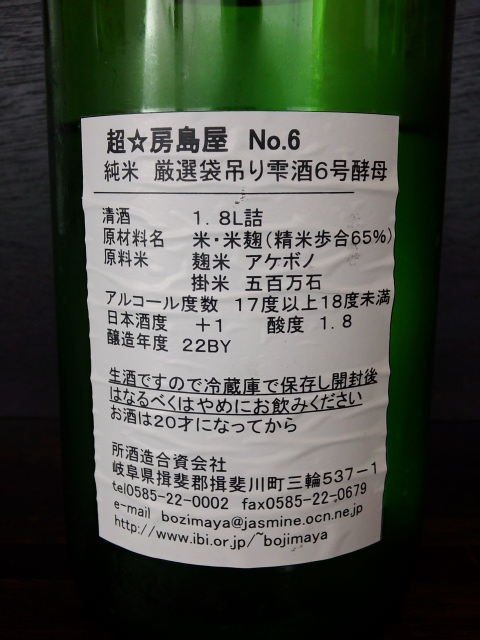 超☆房島屋 No.6
純米 厳選袋吊り雫酒6号酵母
清酒 1.8L詰
原材料名 米・米麹(精米歩合65%)
原料米 麹米 アケボノ
掛米 五百万石
アルコール度数 17度以上18度未満
日本酒度 +1 酸度 1.8
醸造年度 22BY
生酒ですので冷蔵庫で保存し開封後
はなるべくはやめにお飲みください
お酒は20才になってから
所酒造合資会社
岐阜県揖斐郡揖斐川町三輪537-1
tel0585-22-0002 fax0585-22-0679
e-mail bozimaya@jasmine.ocn.ne.jp
http://www.ibi.or.jp/~bojimaya